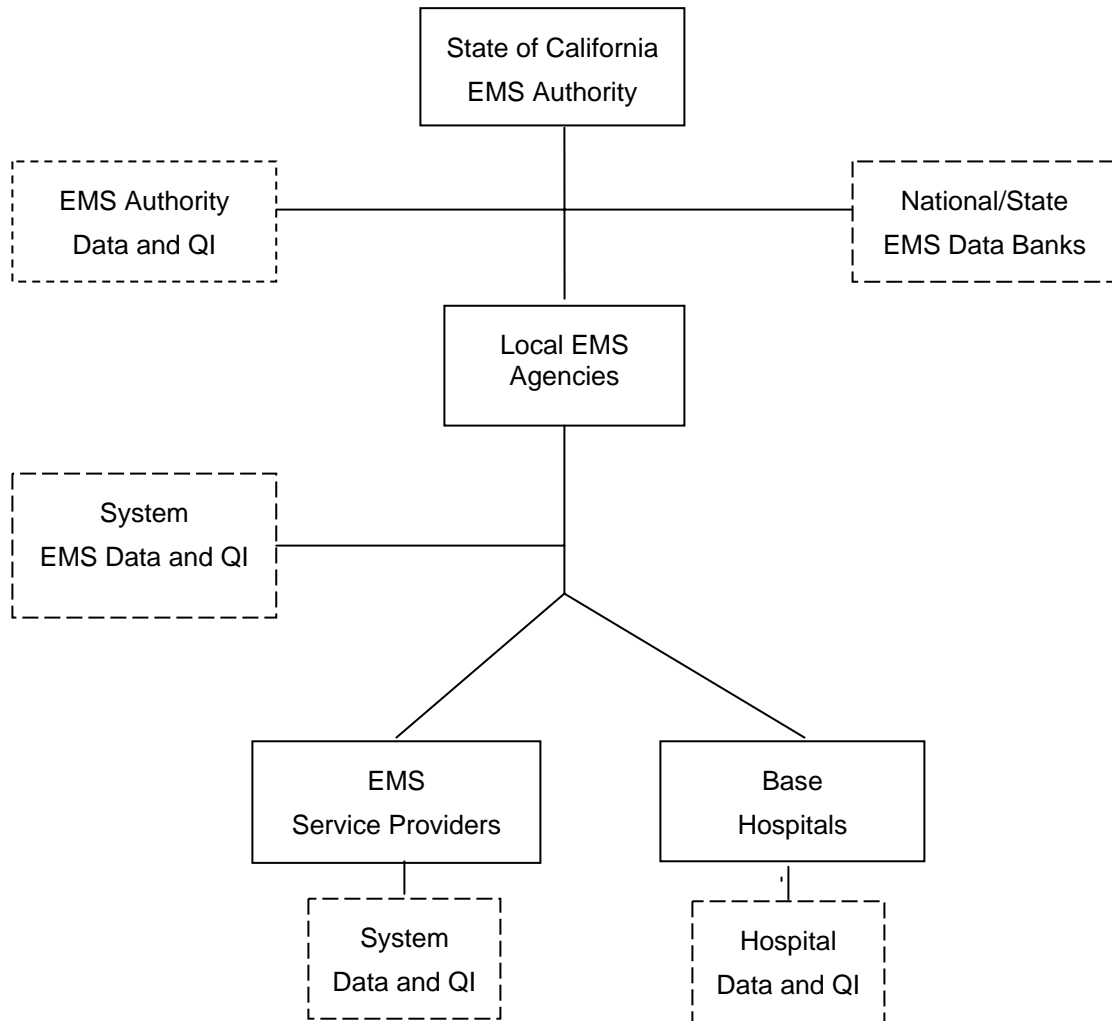 State of California
EMS Authority
EMS Authority
Data and QI
National/State
EMS Data Banks
Local EMS
Agencies
System
EMS Data and QI
EMS
Service Providers
Base
Hospitals
System
Data and QI
Hospital
Data and QI